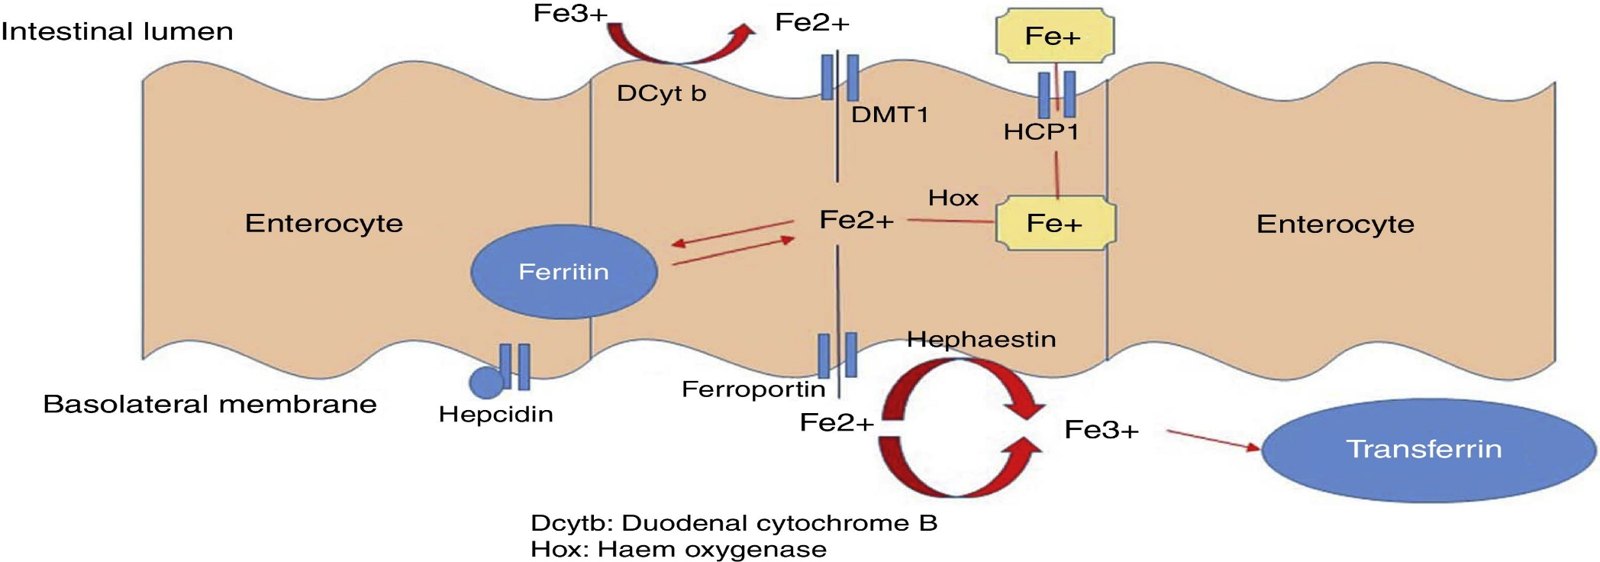 Fe3+
Fe2+
Fe+
Intestinal lumen
DCyt b
DMT1
HCP1
Hox
Enterocyte
Fe2+
Fe+
Enterocyte
Ferritin
Hephaestin
Ferroportin
Basolateral membrane
Hepcidin
Fe2+
Fe3+
Transferrin
Dcytb: Duodenal cytochrome B
Hox: Haem oxygenase